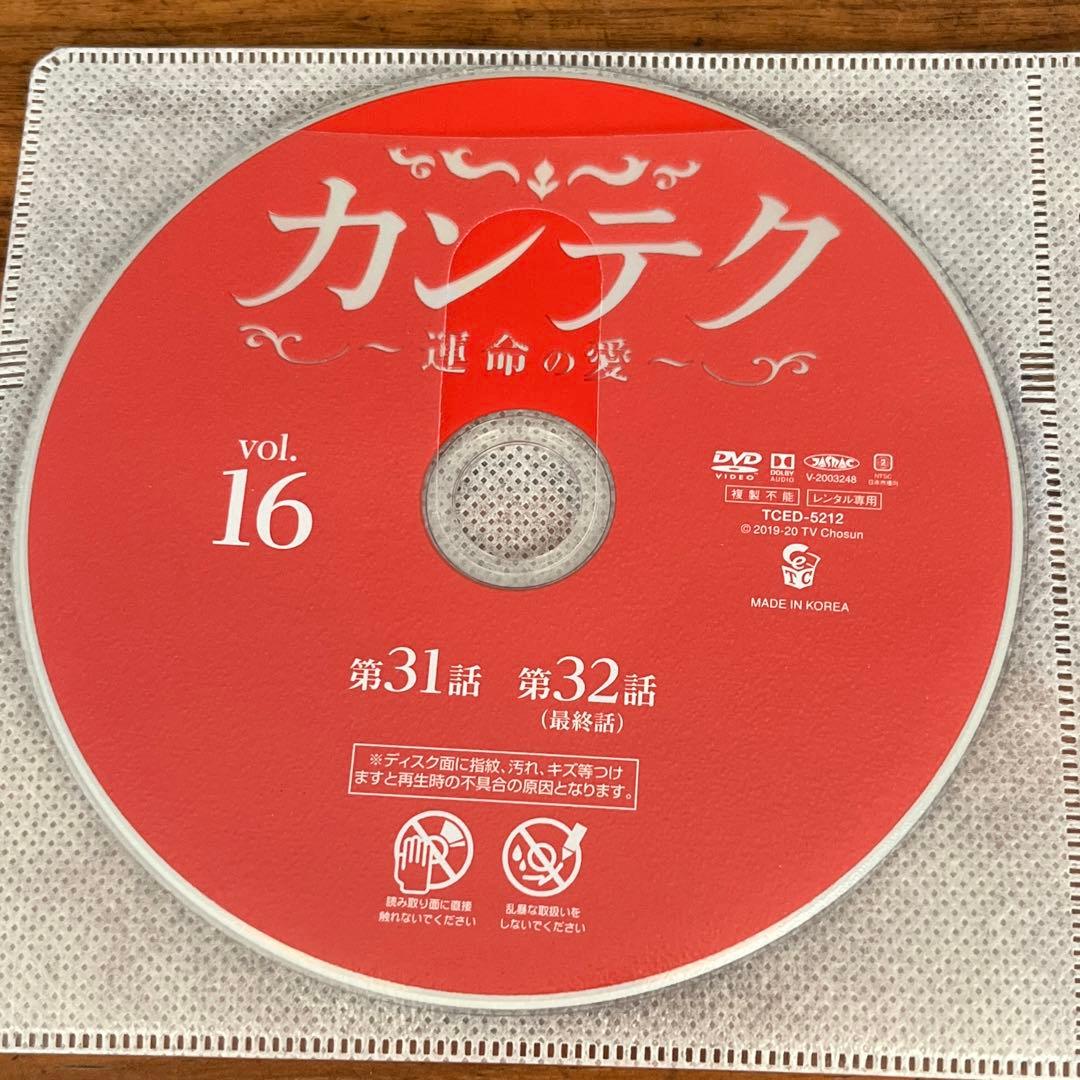 カンテク
~運命の愛~
vol.
16
DVD
VIDEO
DOLBY
AUDIO
JASRAC
V-2003248
2
NTSC
日本市場向
複製不能
レンタル専用
TCED-5212
© 2019-20 TV Chosun
TC
e
MADE IN KOREA
第31話 第32話
(最終話)
※ディスク面に指紋、汚れ、キズ等つけ
ますと再生時の不具合の原因となります。
読み取り面に直接
触れないでください
乱暴な取扱いを
しないでください